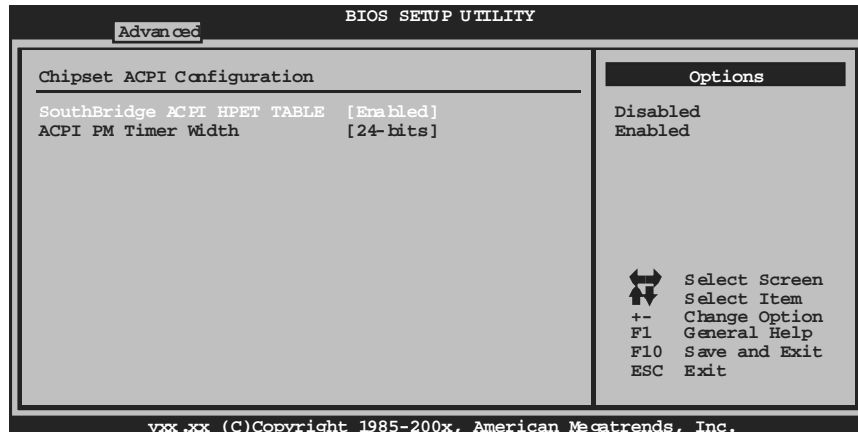 BIOS SETUP UTILITY
Advanced
Chipset ACPI Configuration
SouthBridge ACPI HPET TABLE [Enabled]
ACPI PM Timer Width [24-bits]
Options
Disabled
Enabled
Select Screen
Select Item
+- Change Option
F1 General Help
F10 Save and Exit
ESC Exit
vxx.xx (C)Copyright 1985-200x, American Megatrends, Inc.